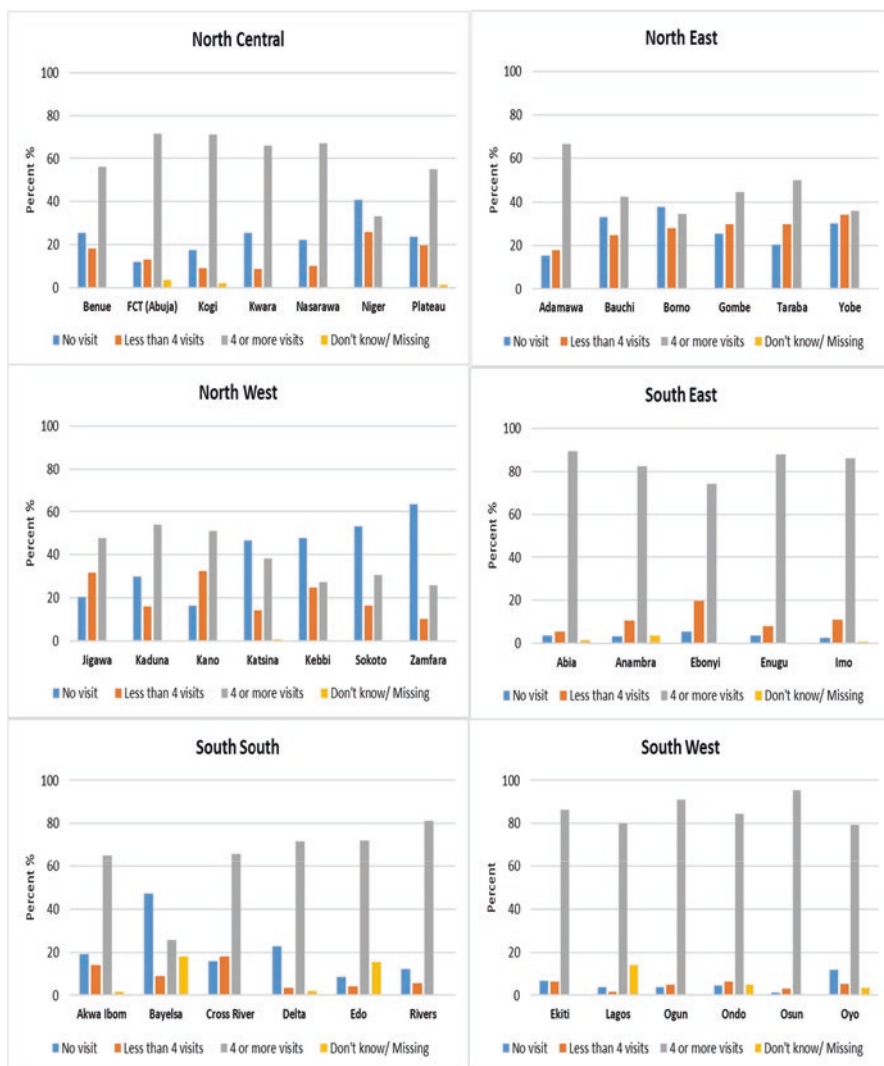 North Central
Percent %
100
80
60
40
20
0
Benue FCT (Abuja) Kogi Kwara Nasarawa Niger Plateau
No visit Less than 4 visits 4 or more visits Don't know/ Missing
North East
Percent %
100
80
60
40
20
0
Adamawa Bauchi Borno Gombe Taraba Yobe
No visit Less than 4 visits 4 or more visits Don't know/ Missing
North West
Percent %
100
80
60
40
20
0
Jigawa Kaduna Kano Katsina Kebbi Sokoto Zamfara
No visit Less than 4 visits 4 or more visits Don't know/ Missing
South East
Percent %
100
80
60
40
20
0
Abia Anambra Ebonyi Enugu Imo
No visit Less than 4 visits 4 or more visits Don't know/ Missing
South South
Percent %
100
80
60
40
20
0
Akwa Ibom Bayelsa Cross River Delta Edo Rivers
No visit Less than 4 visits 4 or more visits Don't know/ Missing
South West
Percent
100
80
60
40
20
0
Ekiti Lagos Ogun Ondo Osun Oyo
No visit Less than 4 visits 4 or more visits Don't know/ Missing